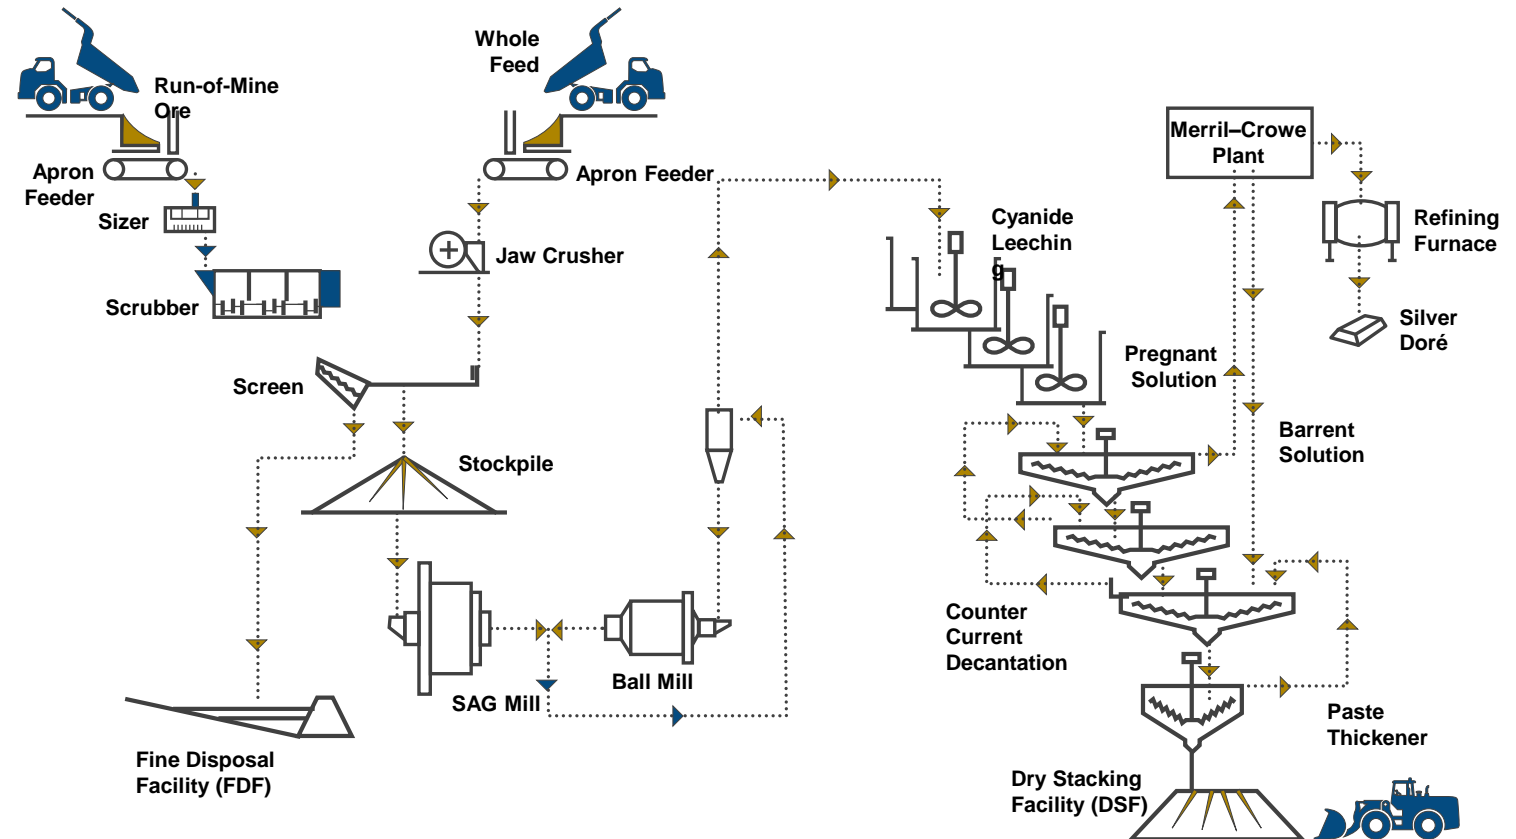 Run-of-Mine
Ore
Whole
Feed
Apron
Feeder
Apron Feeder
Sizer
Jaw Crusher
Scrubber
Screen
Stockpile
SAG Mill
Ball Mill
Fine Disposal
Facility (FDF)
Cyanide
Leechin
g
Merril–Crowe
Plant
Refining
Furnace
Silver
Doré
Pregnant
Solution
Barrent
Solution
Counter
Current
Decantation
Paste
Thickener
Dry Stacking
Facility (DSF)